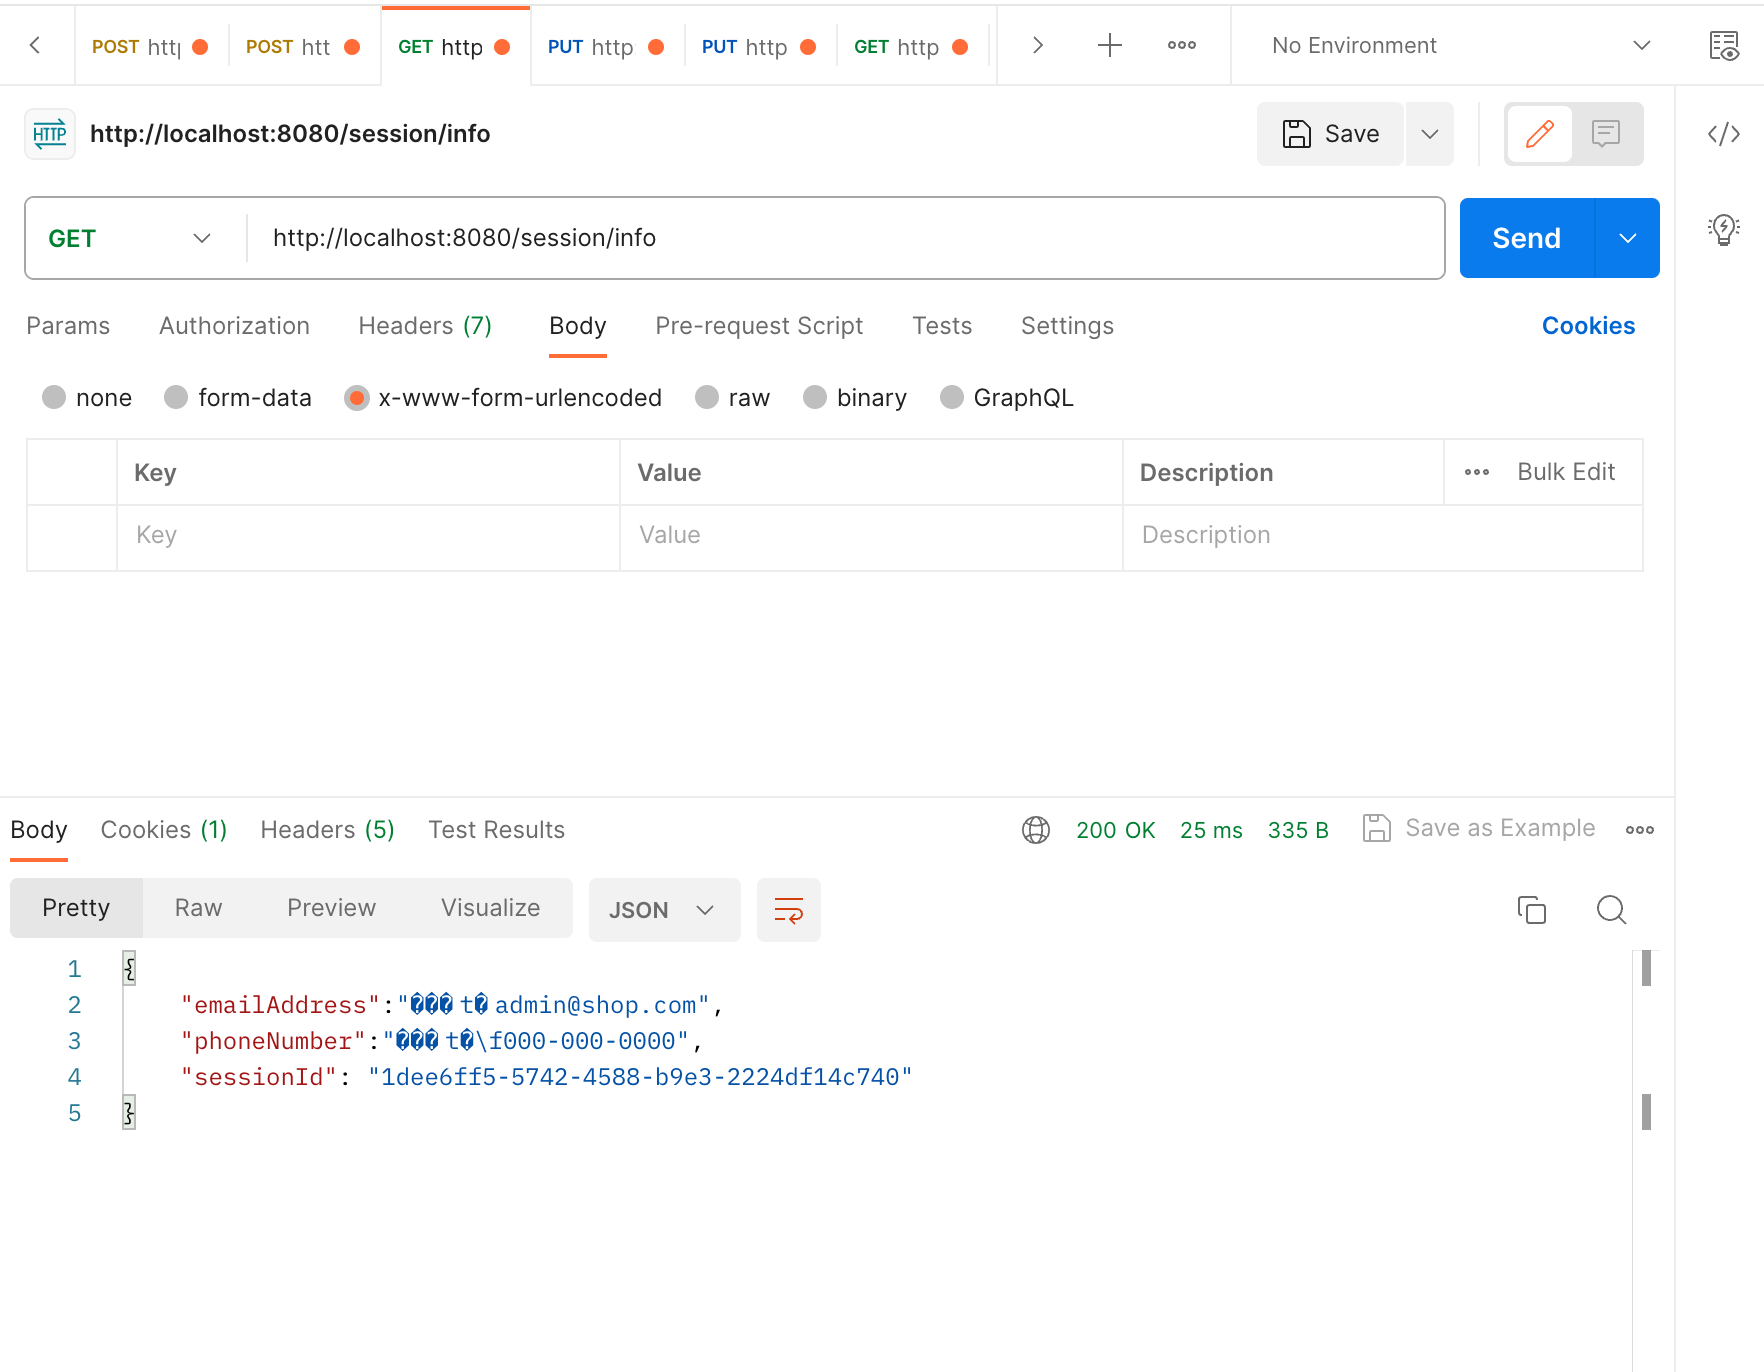 POST http
POST htt
GET http
PUT http
PUT http
GET http
No Environment
HTTP
http://localhost:8080/session/info
Save
GET
http://localhost:8080/session/info
Send
Params
Authorization
Headers (7)
Body
Pre-request Script
Tests
Settings
Cookies
none
form-data
x-www-form-urlencoded
raw
binary
GraphQL
Key
Value
Description
Bulk Edit
Key
Value
Description
Body
Cookies (1)
Headers (5)
Test Results
200 OK
25 ms
335 B
Save as Example
Pretty
Raw
Preview
Visualize
JSON
1 {
2 "emailAddress":"���t�admin@shop.com",
3 "phoneNumber":"���t�\f000-000-0000",
4 "sessionId": "1dee6ff5-5742-4588-b9e3-2224df14c740"
5 }